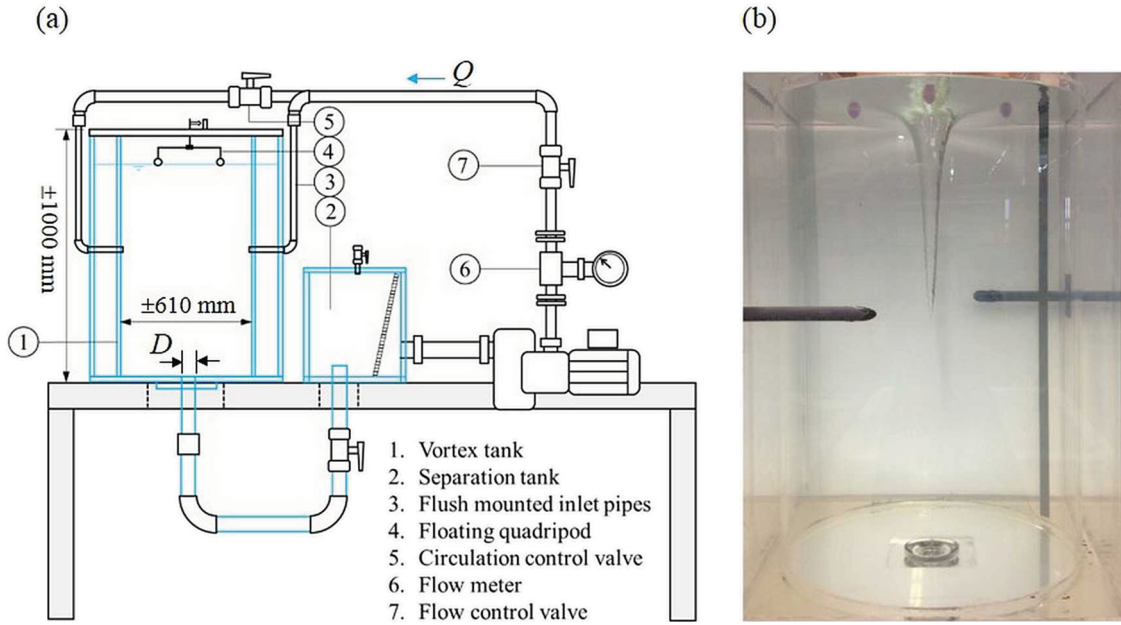 (a)
(b)
Q
5
4
3
2
7
6
1
±1000 mm
±610 mm
D
1. Vortex tank
2. Separation tank
3. Flush mounted inlet pipes
4. Floating quadripod
5. Circulation control valve
6. Flow meter
7. Flow control valve